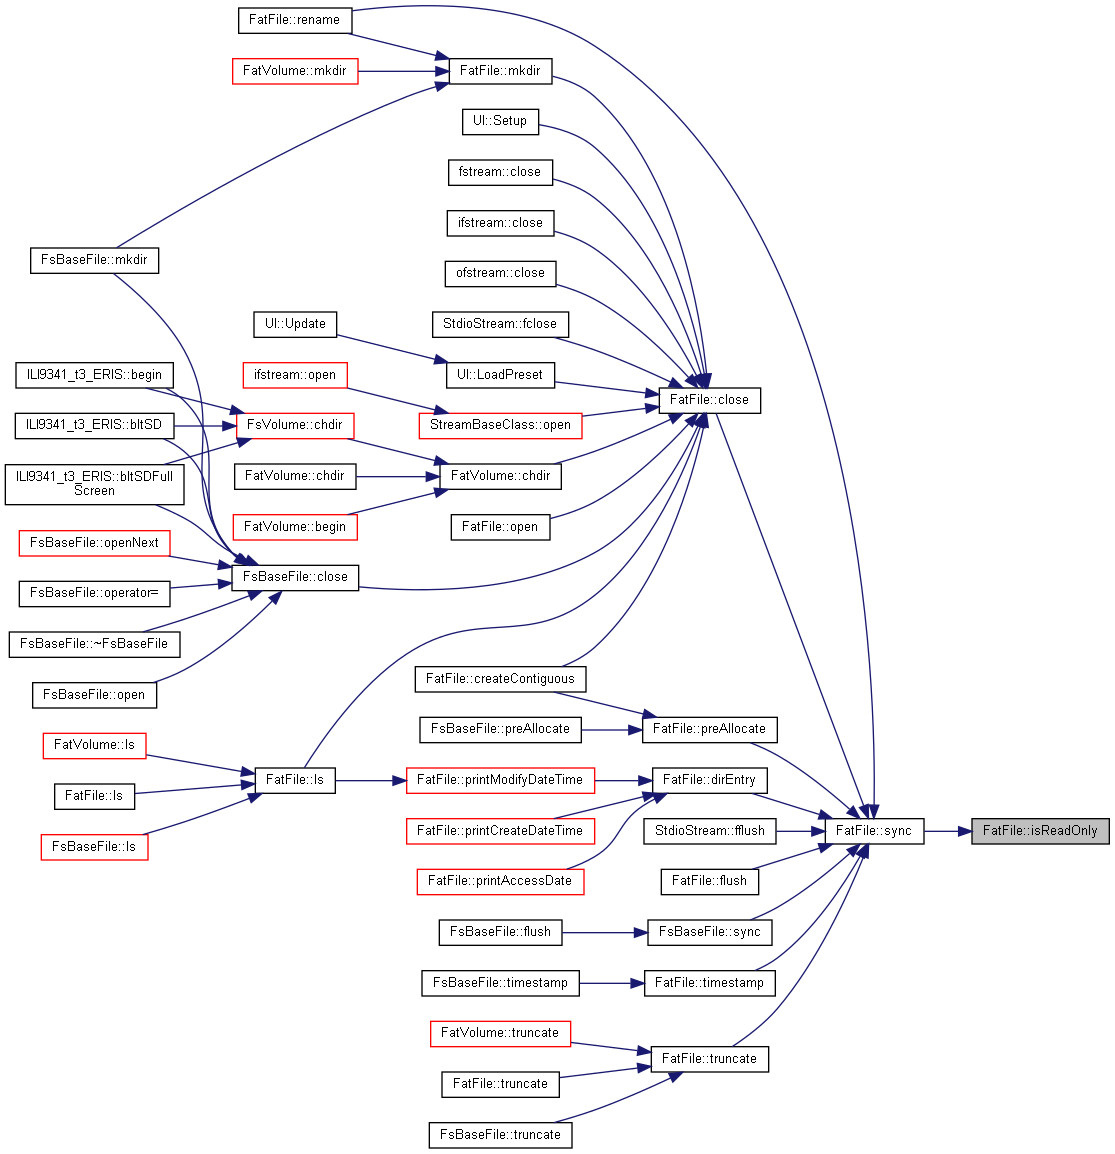 FatFile::rename
FatVolume::mkdir
FatFile::mkdir
UI::Setup
fstream::close
ifstream::close
FsBaseFile::mkdir
ofstream::close
UI::Update
StdioStream::fclose
ILI9341_t3_ERIS::begin
ifstream::open
UI::LoadPreset
FatFile::close
ILI9341_t3_ERIS::bltSD
FsVolume::chdir
StreamBaseClass::open
ILI9341_t3_ERIS::bltSDFull
Screen
FatVolume::chdir
FatVolume::chdir
FatVolume::begin
FatFile::open
FsBaseFile::openNext
FsBaseFile::close
FsBaseFile::operator=
FsBaseFile::~FsBaseFile
FsBaseFile::open
FatFile::createContiguous
FsBaseFile::preAllocate
FatFile::preAllocate
FatVolume::ls
FatFile::ls
FatFile::ls
FsBaseFile::ls
FatFile::printModifyDateTime
FatFile::dirEntry
FatFile::printCreateDateTime
StdioStream::fflush
FatFile::sync
FatFile::isReadOnly
FatFile::printAccessDate
FatFile::flush
FsBaseFile::flush
FsBaseFile::sync
FsBaseFile::timestamp
FatFile::timestamp
FatVolume::truncate
FatFile::truncate
FatFile::truncate
FsBaseFile::truncate